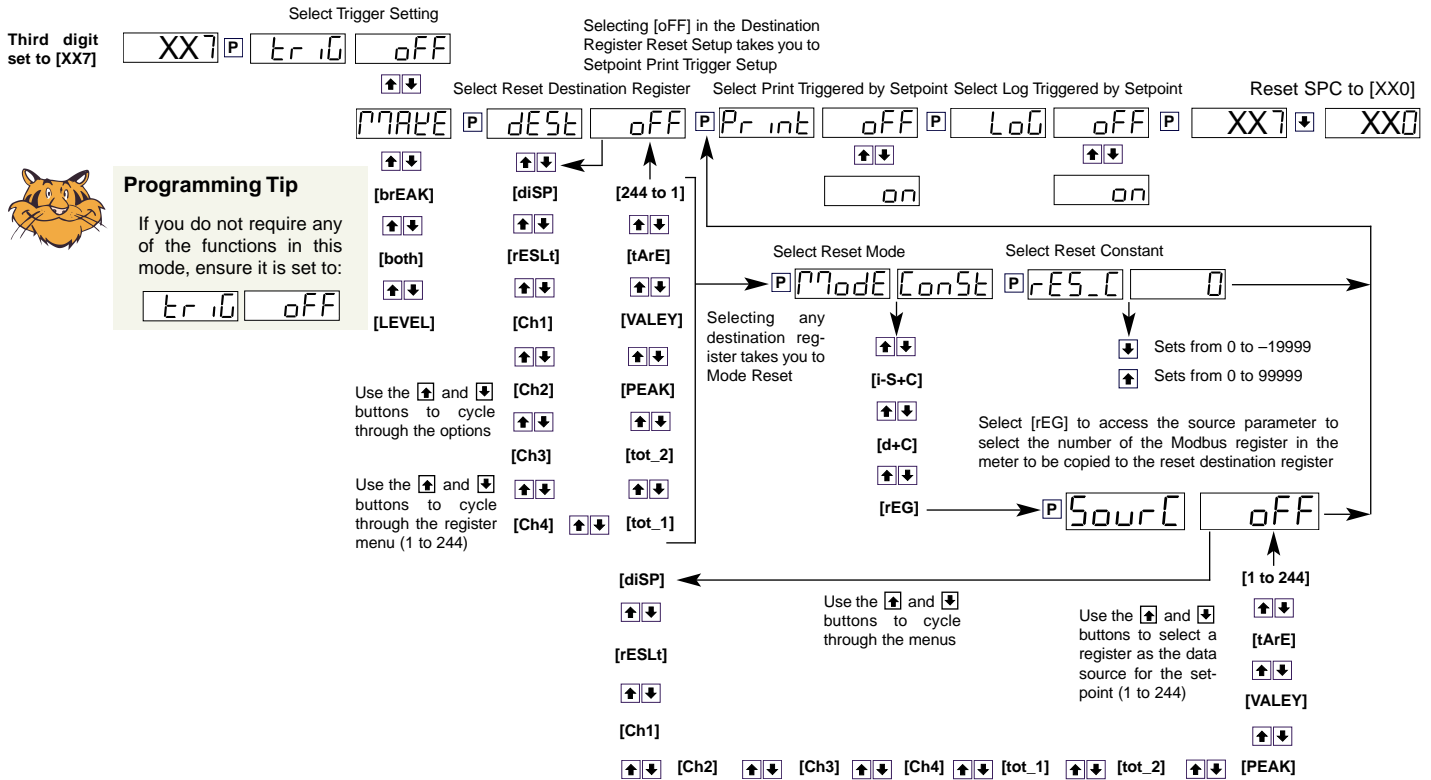 Select Trigger Setting
Third digit
set to [XX7]
XX7 P triG oFF
Selecting [oFF] in the Destination
Register Reset Setup takes you to
Setpoint Print Trigger Setup
Select Reset Destination Register
Select Print Triggered by Setpoint
Select Log Triggered by Setpoint
Reset SPC to [XX0]
MAKE P dESt oFF P Print oFF P LoG oFF P XX7 XX0
on
on
Programming Tip
If you do not require any
of the functions in this
mode, ensure it is set to:
triG oFF
[brEAK]
[both]
[LEVEL]
[diSP]
[rESLt]
[Ch1]
[Ch2]
[Ch3]
[Ch4]
[244 to 1]
[tArE]
[VALEY]
[PEAK]
[tot_2]
[tot_1]
Use the and
buttons to cycle
through the options
Use the and
buttons to cycle
through the register
menu (1 to 244)
Select Reset Mode
Select Reset Constant
P ModE ConSt P rES_C 0
Selecting any
destination reg-
ister takes you to
Mode Reset
[i-S+C]
[d+C]
[rEG]
Sets from 0 to –19999
Sets from 0 to 99999
Select [rEG] to access the source parameter to
select the number of the Modbus register in the
meter to be copied to the reset destination register
P SourC oFF
[diSP]
[rESLt]
[Ch1]
Use the and
buttons to cycle
through the menus
Use the and
buttons to select a
register as the data
source for the set-
point (1 to 244)
[1 to 244]
[tArE]
[VALEY]
[Ch2] [Ch3] [Ch4] [tot_1] [tot_2] [PEAK]